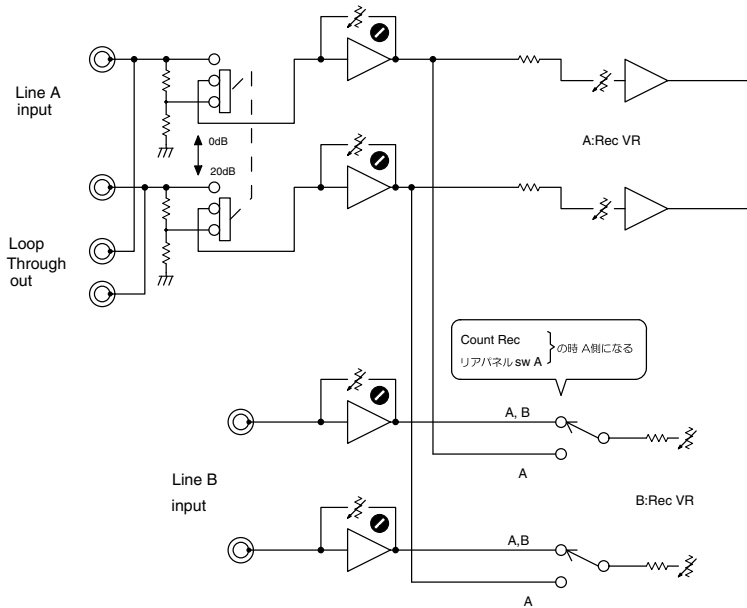 Line A
input
0dB
20dB
A:Rec VR
Loop
Through
out
Count Rec
リアパネル sw A
の時 A側になる
A, B
A
Line B
input
B:Rec VR
A,B
A